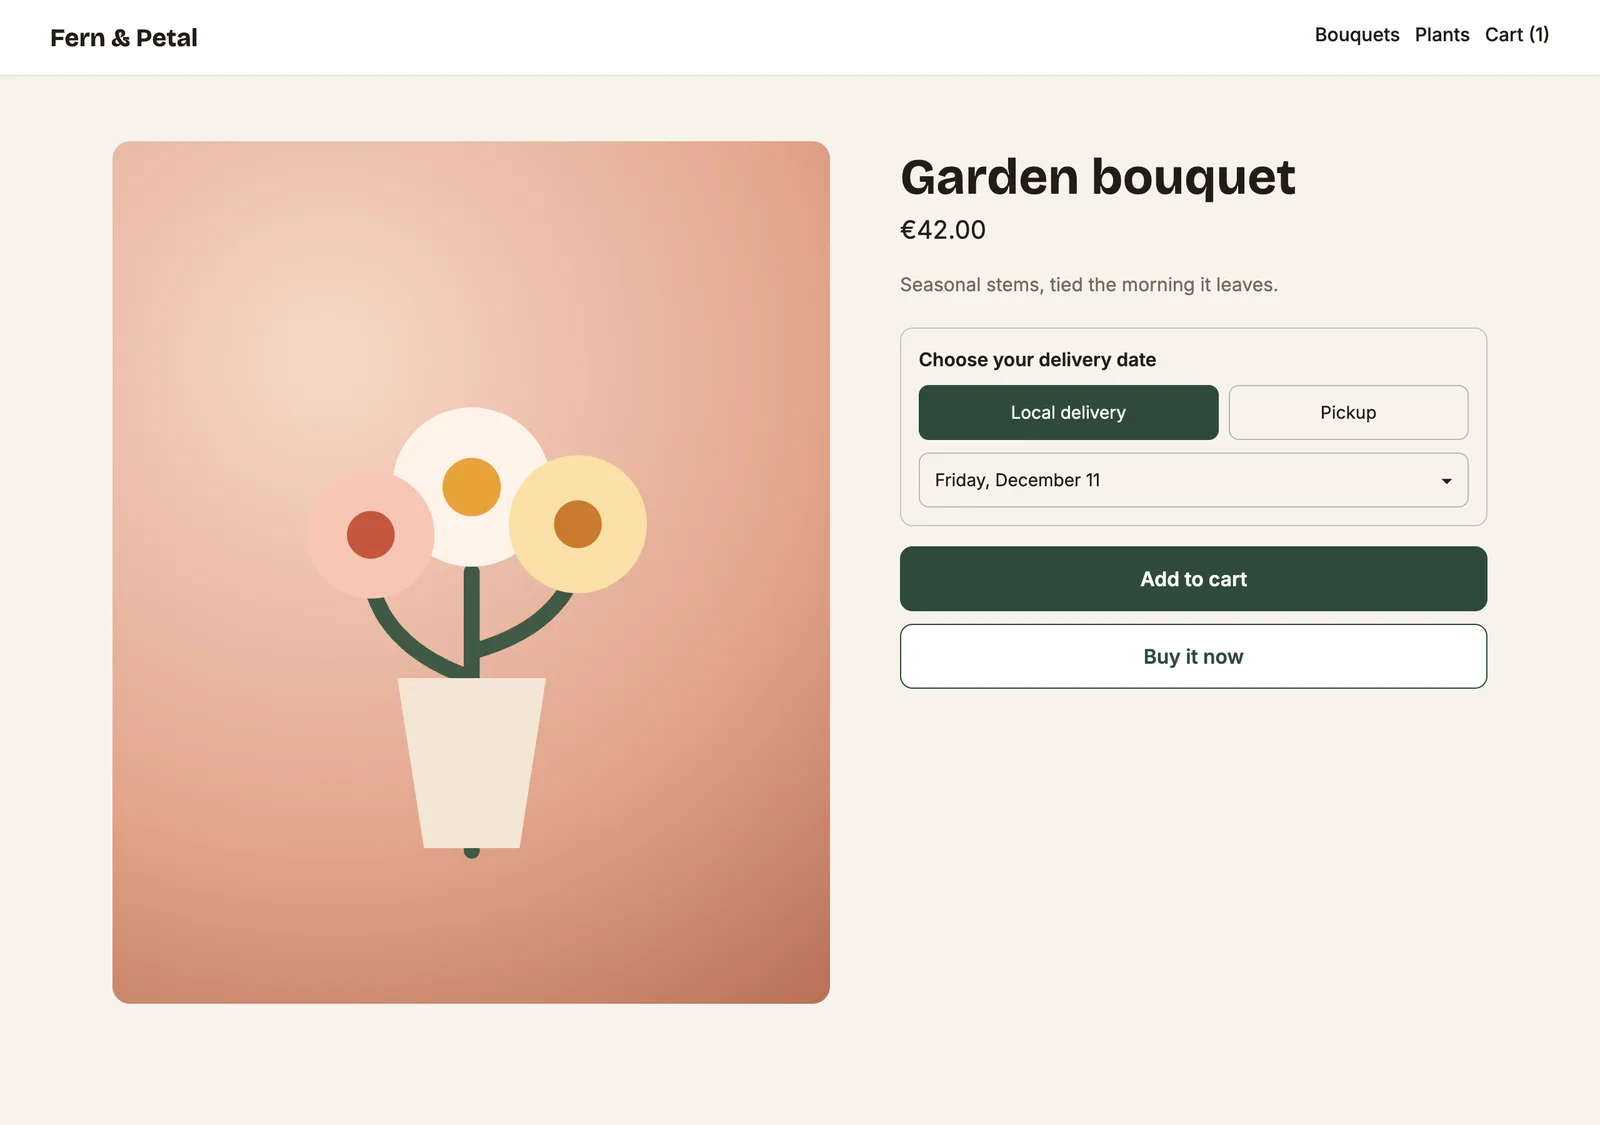 Fern & Petal
Bouquets Plants Cart (1)
Garden bouquet
€42.00
Seasonal stems, tied the morning it leaves.
Choose your delivery date
Local delivery
Pickup
Friday, December 11
Add to cart
Buy it now